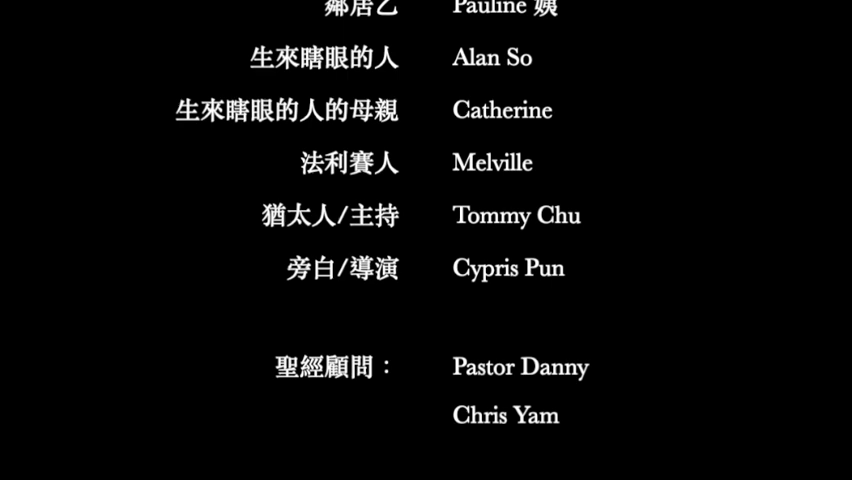 鄰居乙 Pauline 姨
生來瞎眼的人 Alan So
生來瞎眼的人的母親 Catherine
法利賽人 Melville
猶太人/主持 Tommy Chu
旁白/導演 Cypris Pun
聖經顧問： Pastor Danny
Chris Yam